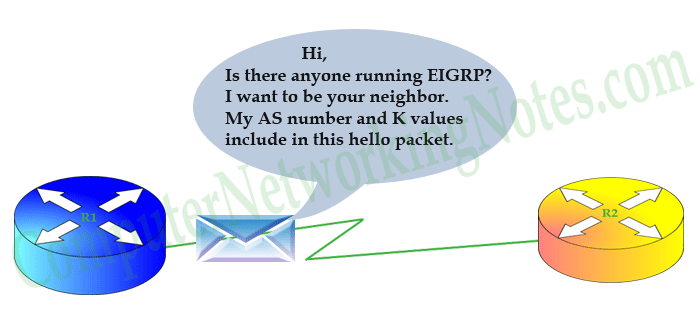 Hi,
Is there anyone running EIGRP?
I want to be your neighbor.
My AS number and K values
include in this hello packet.
R1
R2
ComputerNetworkingNotes.com